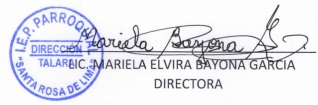 I.E.P. PARROQ
DIRECCIÓN
TALARA
"SANTA ROSA DE LIMA"
Mariela Bayona G.
LIC. MARIELA ELVIRA BAYONA GARCIA
DIRECTORA